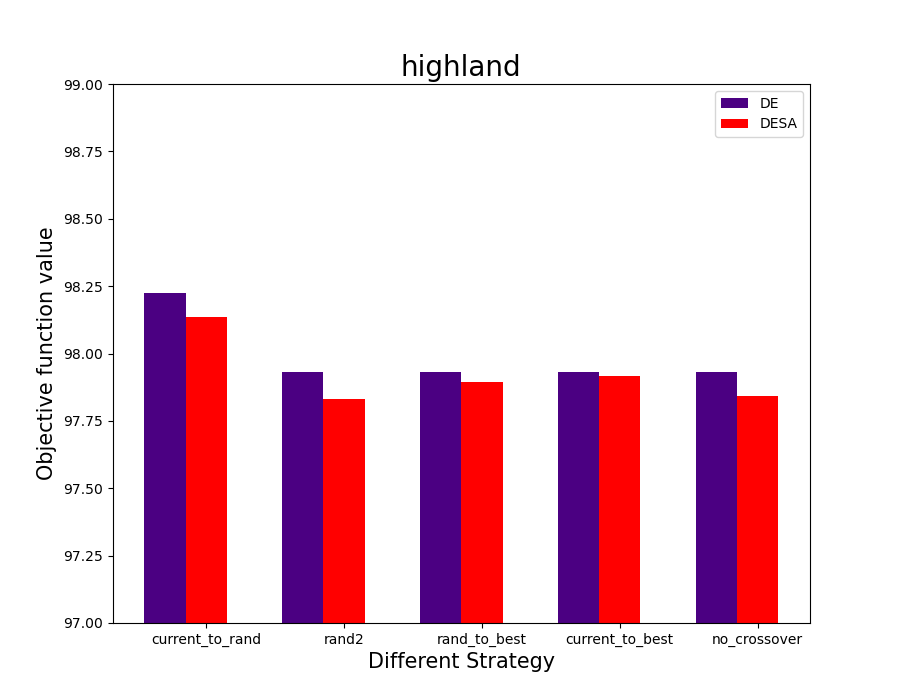 highland
99.00
98.75
98.50
98.25
98.00
97.75
97.50
97.25
97.00
Objective function value
DE
DESA
current_to_rand
rand2
rand_to_best
current_to_best
no_crossover
Different Strategy